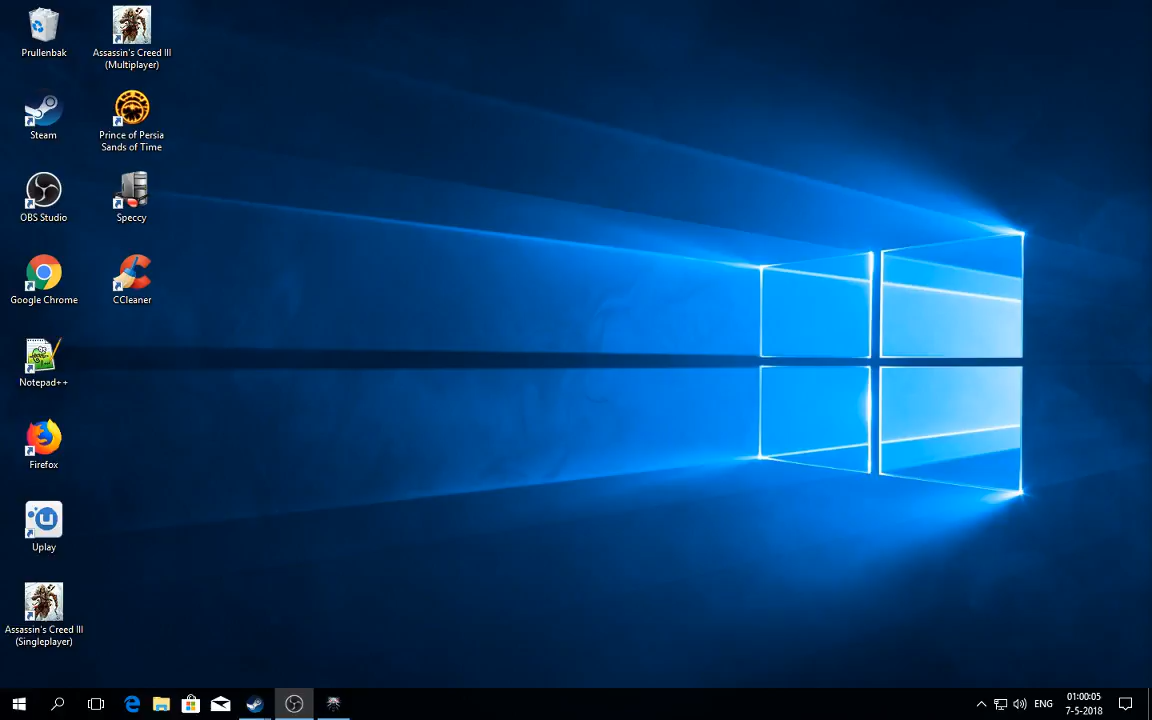 Prullenbak
Assassin's Creed III
(Multiplayer)
Steam
Prince of Persia
Sands of Time
OBS Studio
Speccy
Google Chrome
CCleaner
Notepad++
Firefox
Uplay
Assassin's Creed III
(Singleplayer)
ENG
01:00:05
7-5-2018